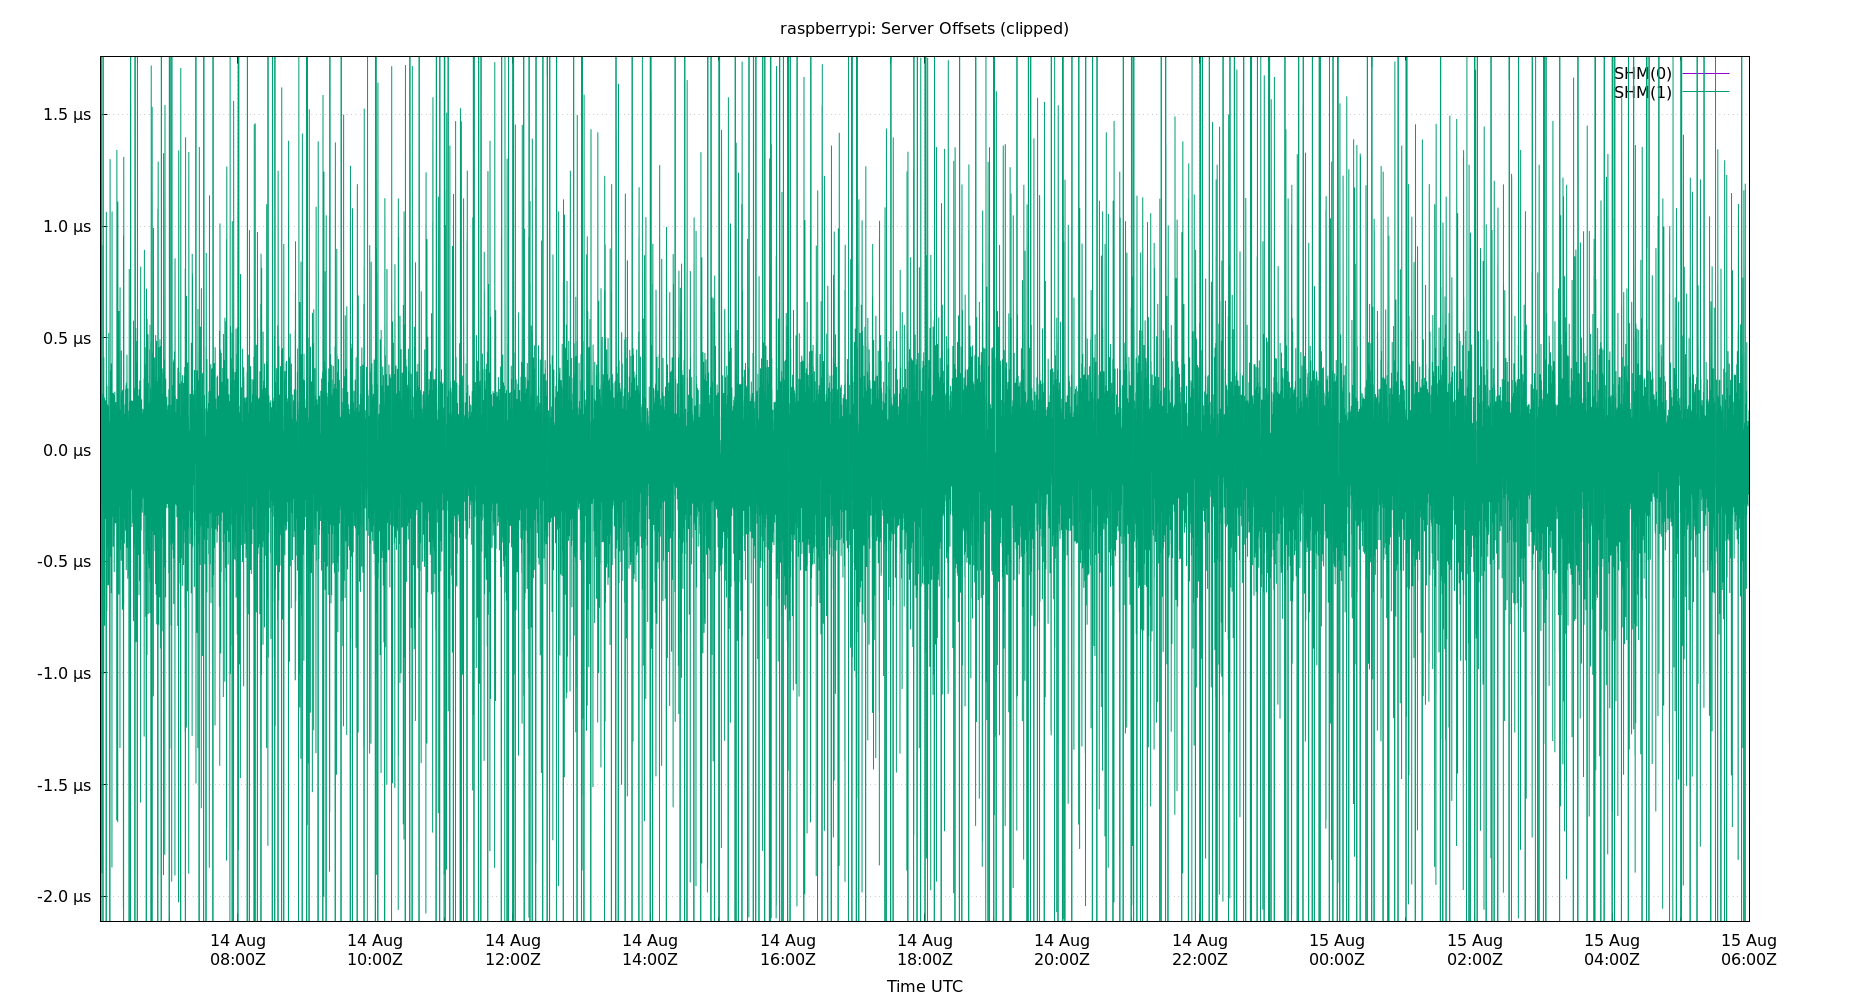 raspberrypi: Server Offsets (clipped)
SHM(0)
SHM(1)
1.5 µs
1.0 µs
0.5 µs
0.0 µs
-0.5 µs
-1.0 µs
-1.5 µs
-2.0 µs
14 Aug 14 Aug 14 Aug 14 Aug 14 Aug 14 Aug 14 Aug 14 Aug 15 Aug 15 Aug 15 Aug 15 Aug
08:00Z 10:00Z 12:00Z 14:00Z 16:00Z 18:00Z 20:00Z 22:00Z 00:00Z 02:00Z 04:00Z 06:00Z
Time UTC